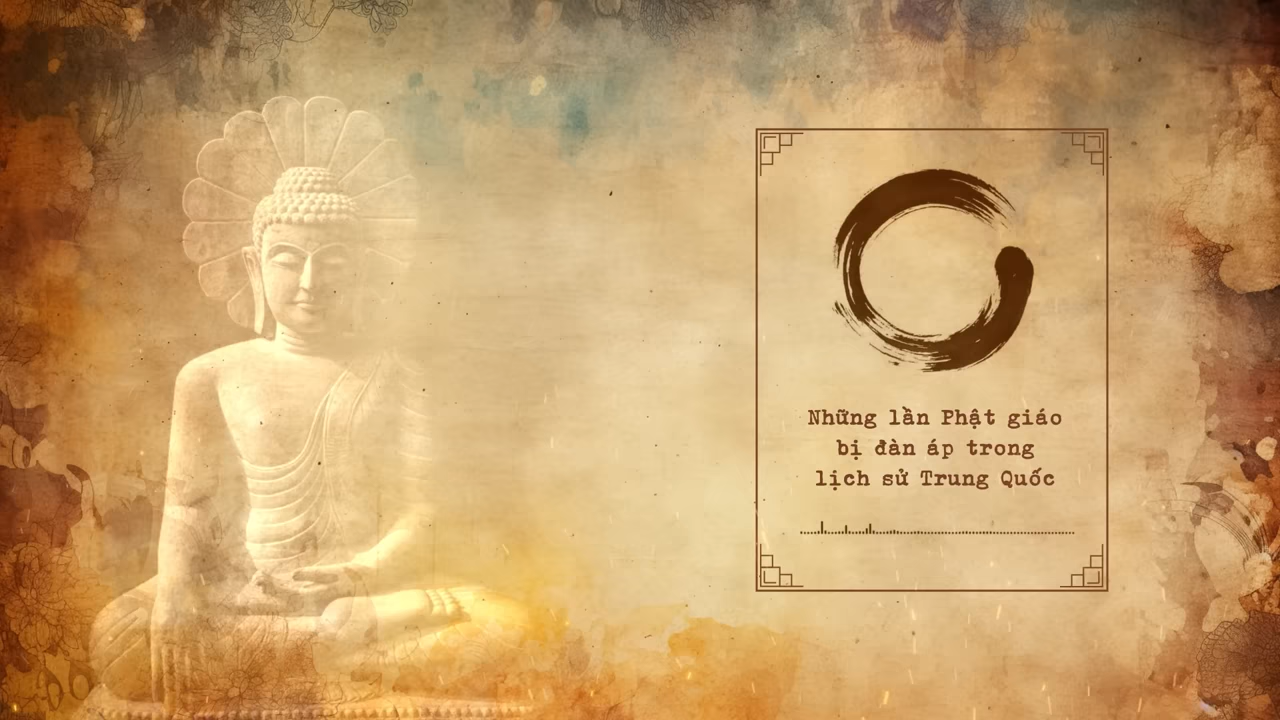 Những lần Phật giáo
bị đàn áp trong
lịch sử Trung Quốc